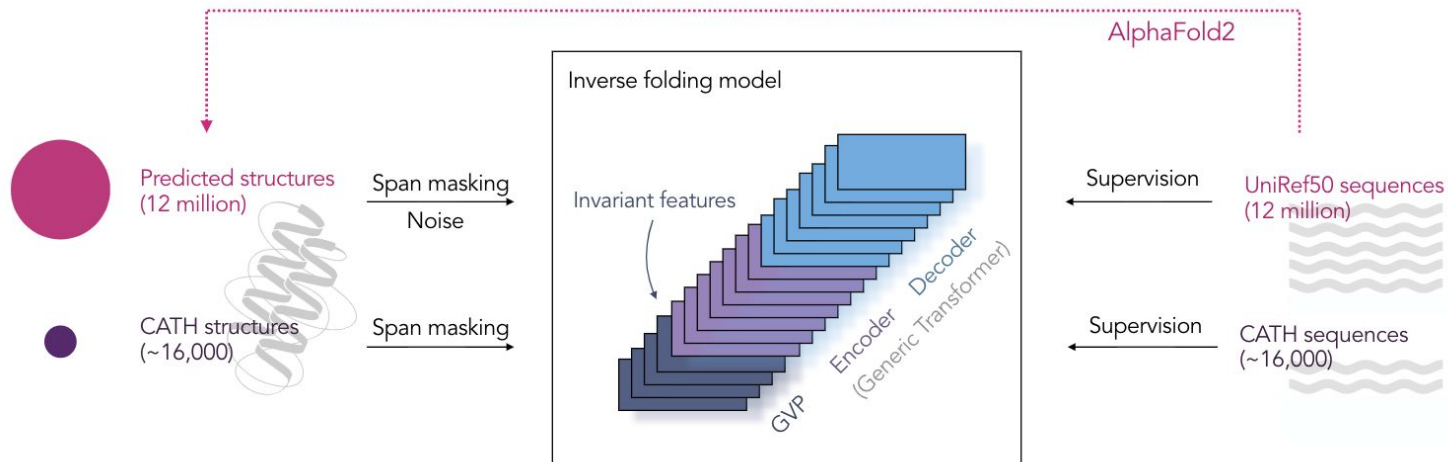 AlphaFold2
Inverse folding model
Predicted structures
(12 million)
Span masking
Noise
Invariant features
Supervision
UniRef50 sequences
(12 million)
CATH structures
(~16,000)
Span masking
GVP
Encoder
Decoder
(Generic Transformer)
Supervision
CATH sequences
(~16,000)